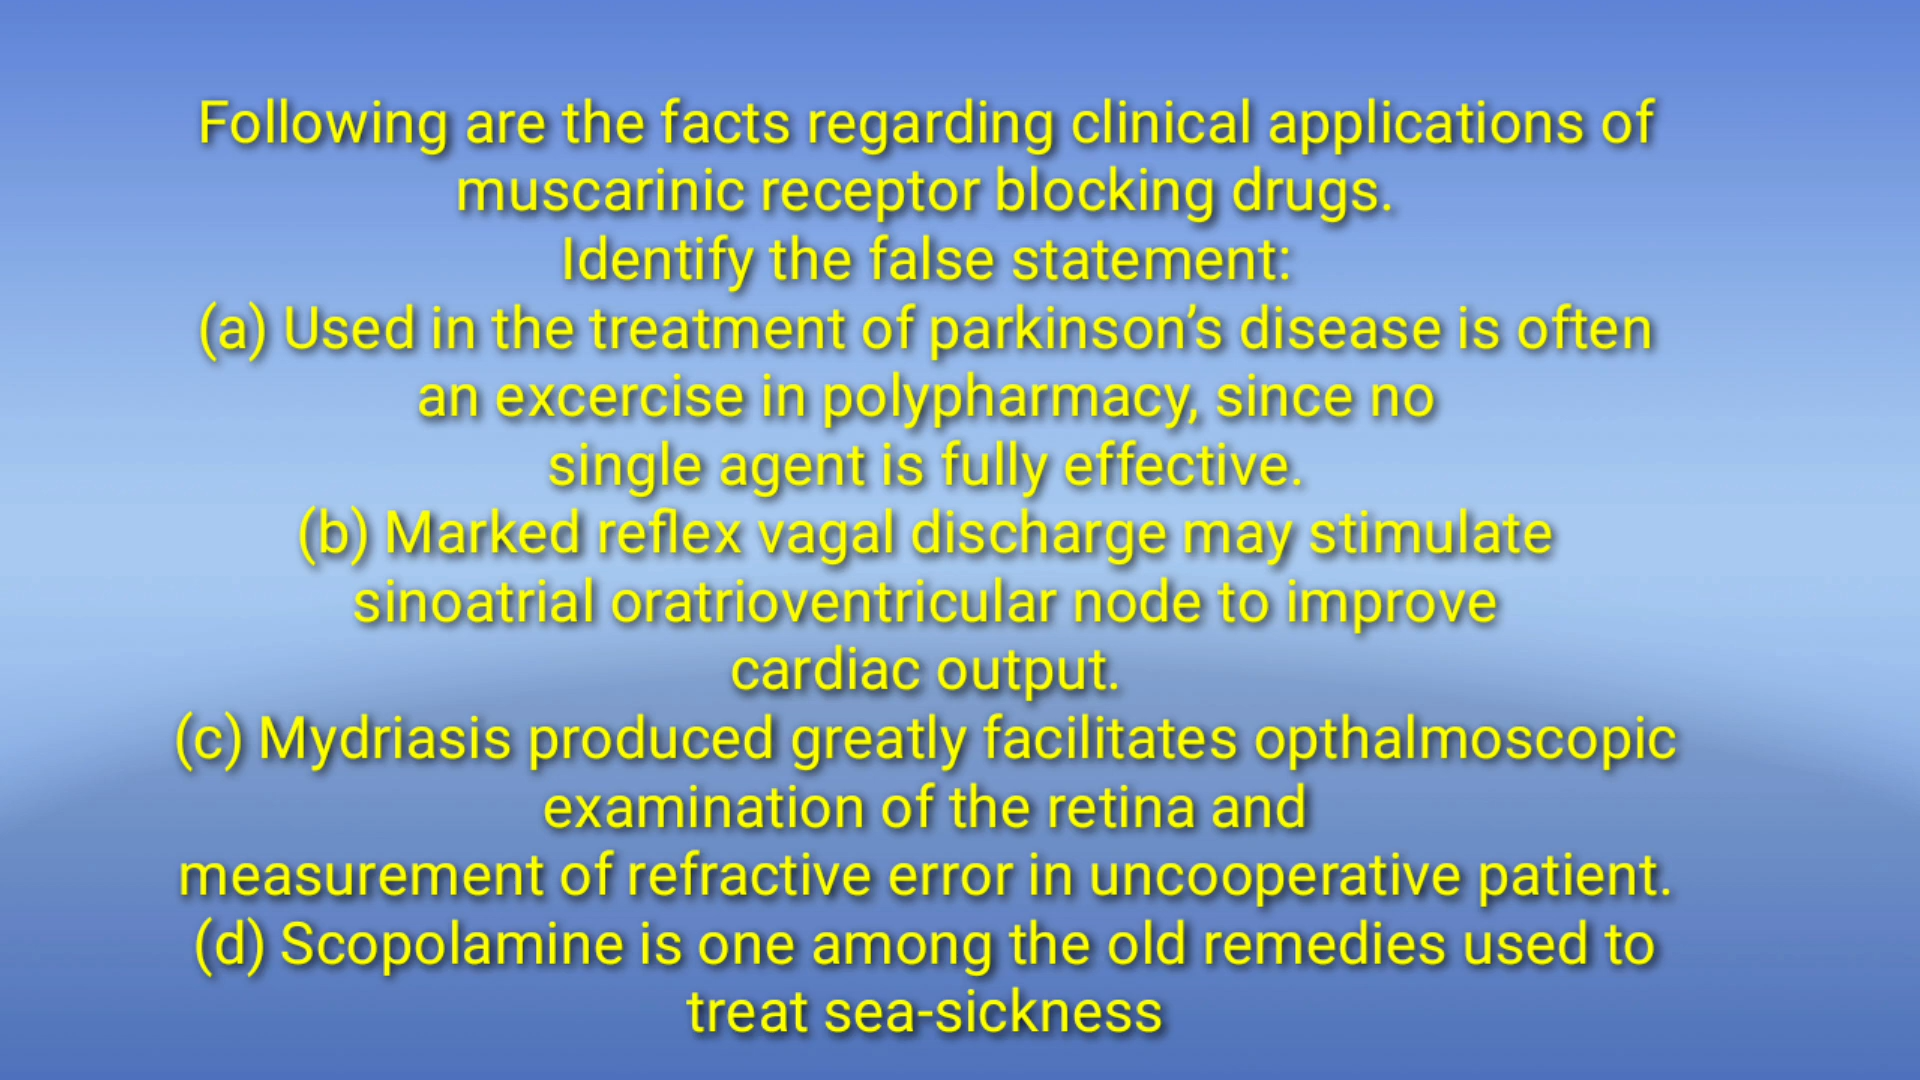 Following are the facts regarding clinical applications of
muscarinic receptor blocking drugs.
Identify the false statement:
(a) Used in the treatment of parkinson’s disease is often
an excercise in polypharmacy, since no
single agent is fully effective.
(b) Marked reflex vagal discharge may stimulate
sinoatrial oratrioventricular node to improve
cardiac output.
(c) Mydriasis produced greatly facilitates opthalmoscopic
examination of the retina and
measurement of refractive error in uncooperative patient.
(d) Scopolamine is one among the old remedies used to
treat sea-sickness